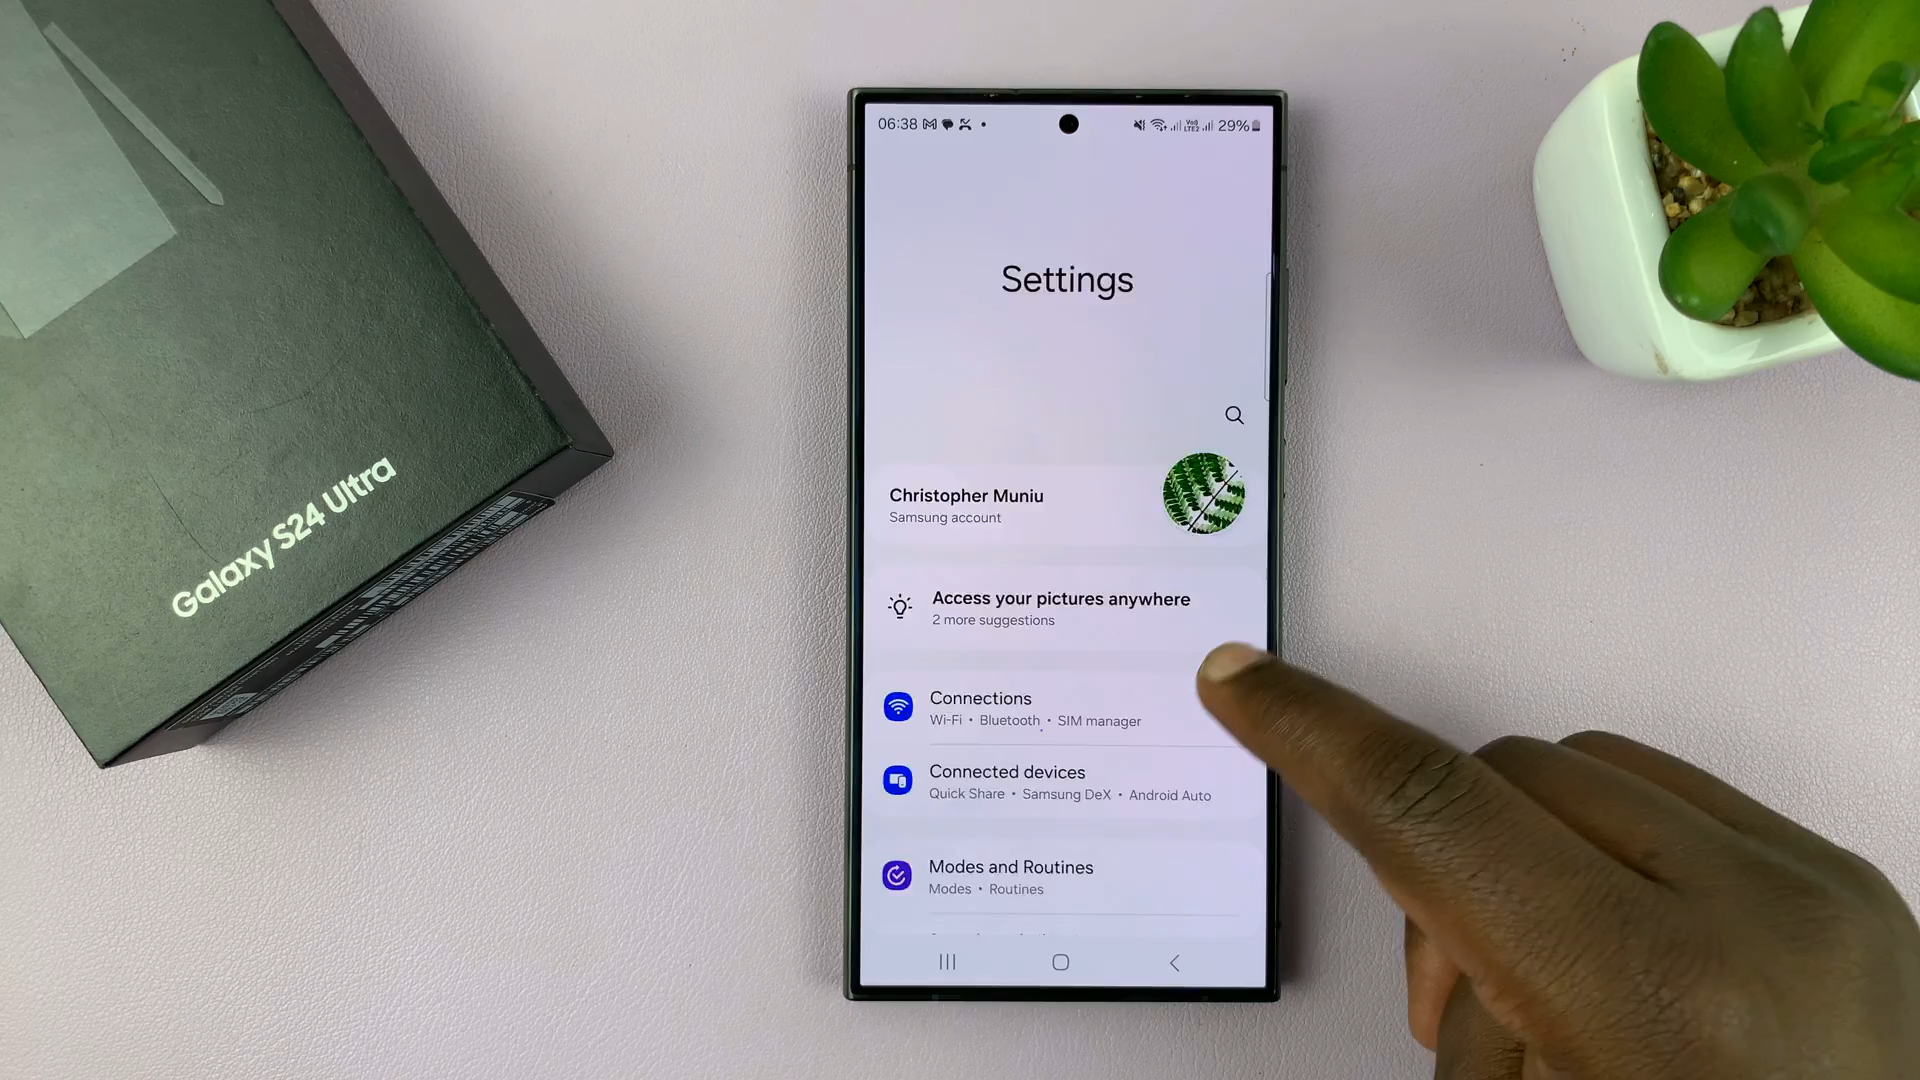 Galaxy S24 Ultra
06:38
29%
Settings
Christopher Muniu
Samsung account
Access your pictures anywhere
2 more suggestions
Connections
Wi-Fi • Bluetooth • SIM manager
Connected devices
Quick Share • Samsung DeX • Android Auto
Modes and Routines
Modes • Routines